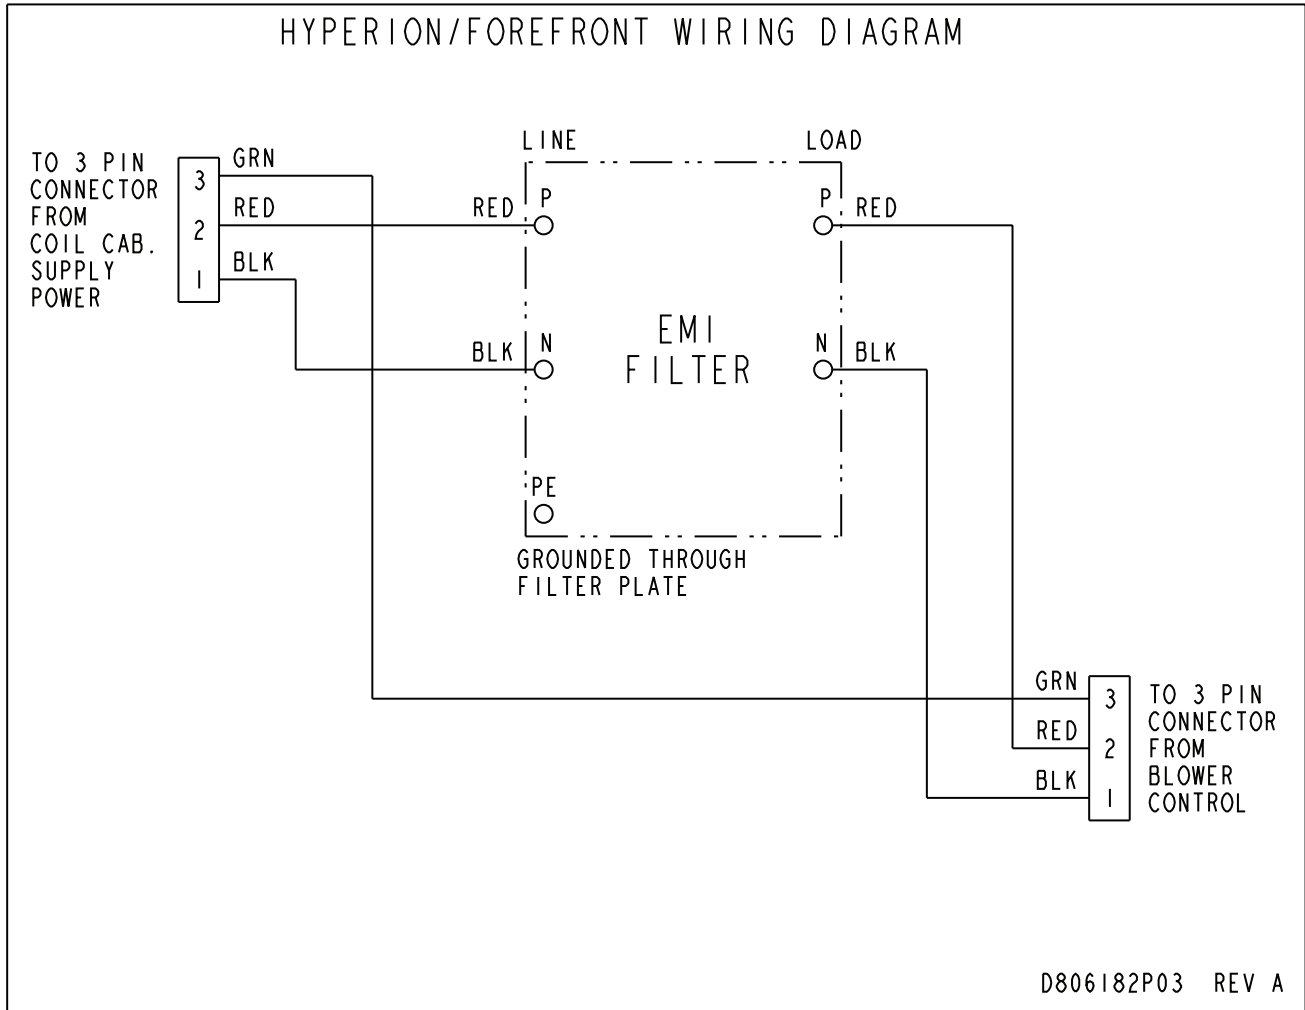 HYPERION/FOREFRONT WIRING DIAGRAM
TO 3 PIN
CONNECTOR
FROM
COIL CAB.
SUPPLY
POWER
3
2
1
GRN
RED
BLK
LINE
LOAD
RED
P
P
RED
BLK
N
N
BLK
EMI
FILTER
PE
GROUNDED THROUGH
FILTER PLATE
GRN
RED
BLK
3
2
1
TO 3 PIN
CONNECTOR
FROM
BLOWER
CONTROL
D806182P03 REV A